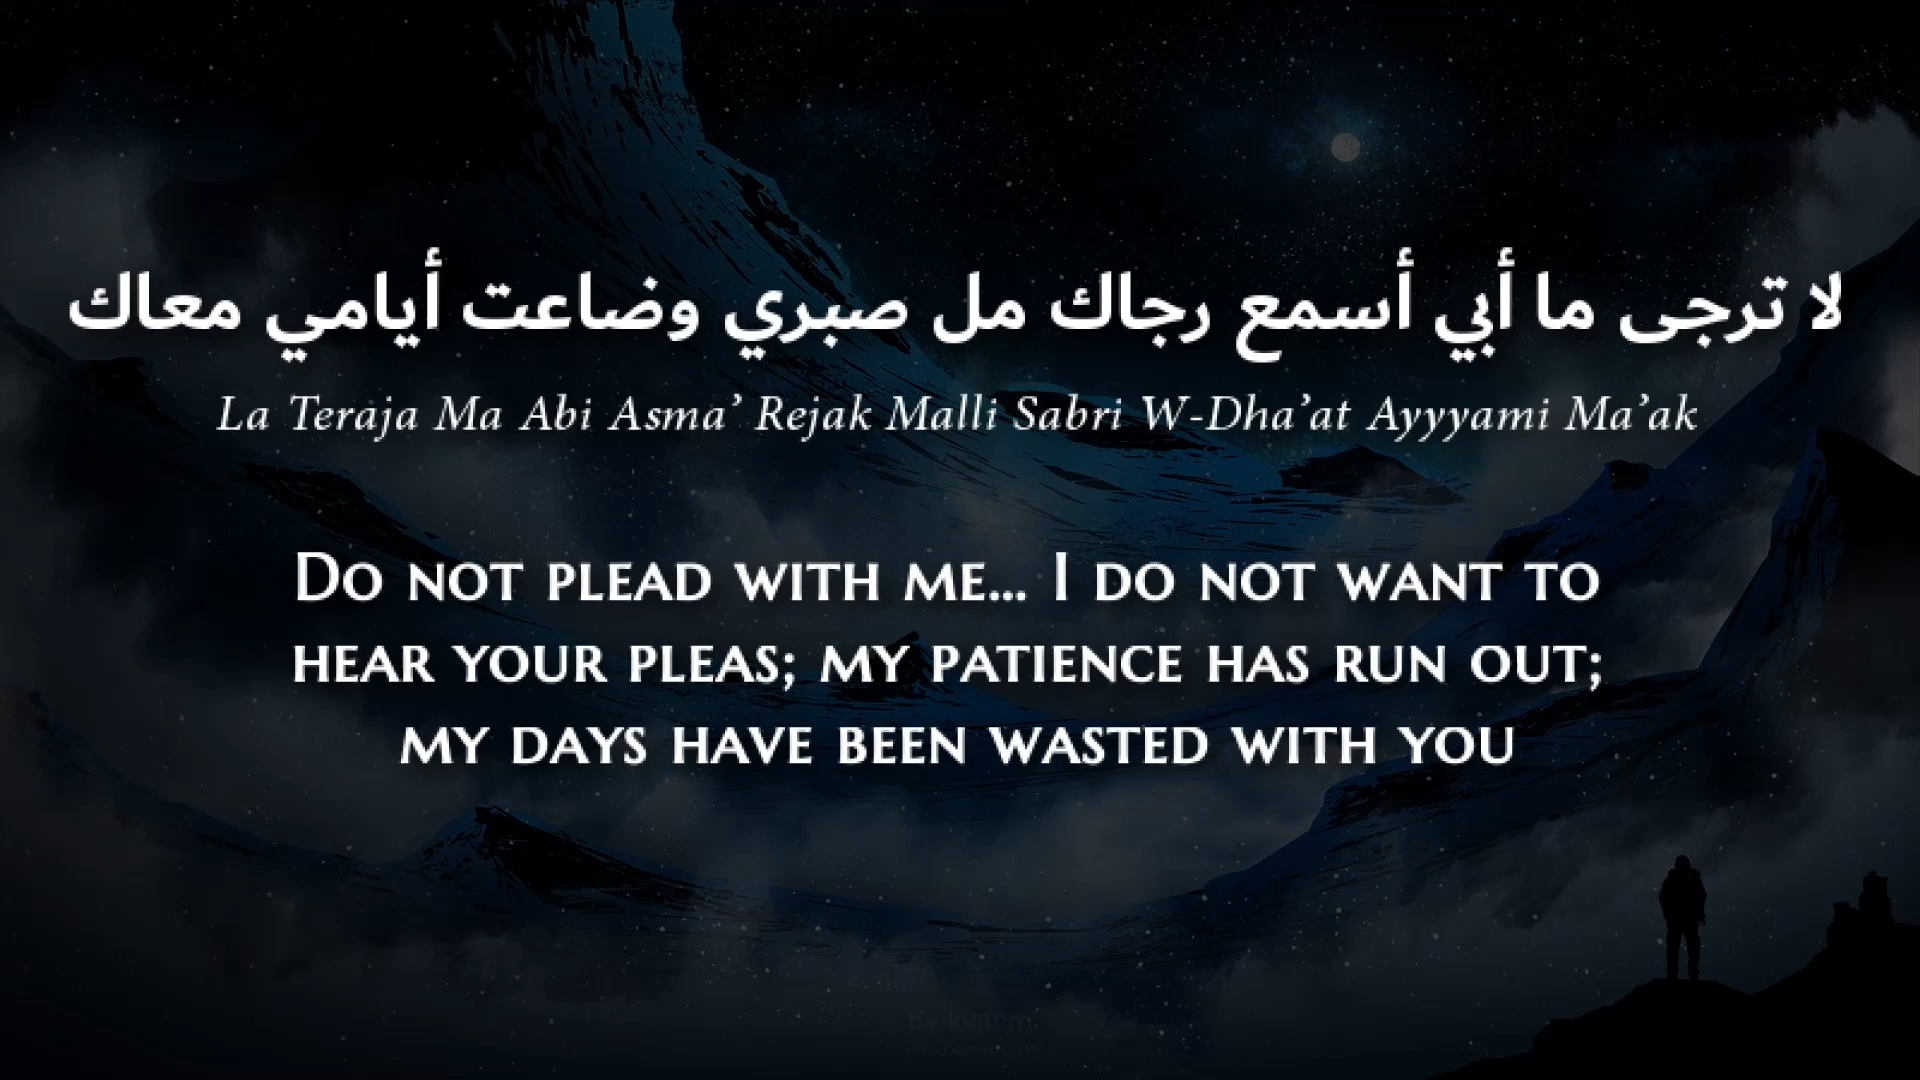 لا ترجى ما أبي أسمع رجاك مل صبري وضاعت أيامي معاك
La Teraja Ma Abi Asma’ Rejak Malli Sabri W-Dha’at Ayyyami Ma’ak
Do not plead with me... I do not want to
hear your pleas; my patience has run out;
my days have been wasted with you